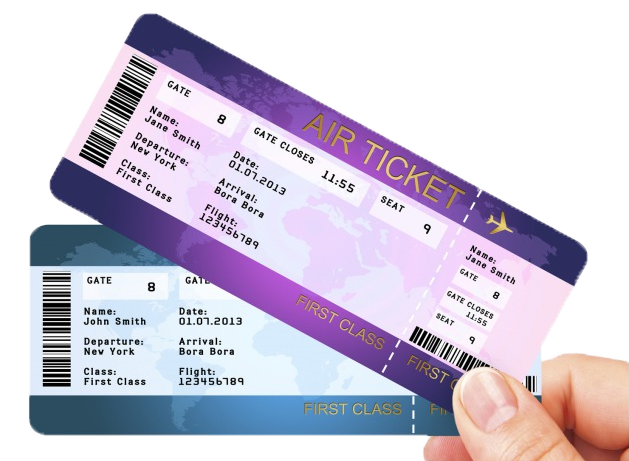 AIR TICKET
GATE 8
GATE CLOSES 11:55
SEAT 9
Name:
Jane Smith
Date:
01.07.2013
Departure:
New York
Arrival:
Bora Bora
Class:
First Class
Flight:
123456789
FIRST CLASS
Name:
Jane Smith
GATE
8
GATE CLOSES
11:55
SEAT
9
FIRST
GATE 8
Name:
John Smith
Date:
01.07.2013
Departure:
New York
Arrival:
Bora Bora
Class:
First Class
Flight:
123456789
FIRST CLASS